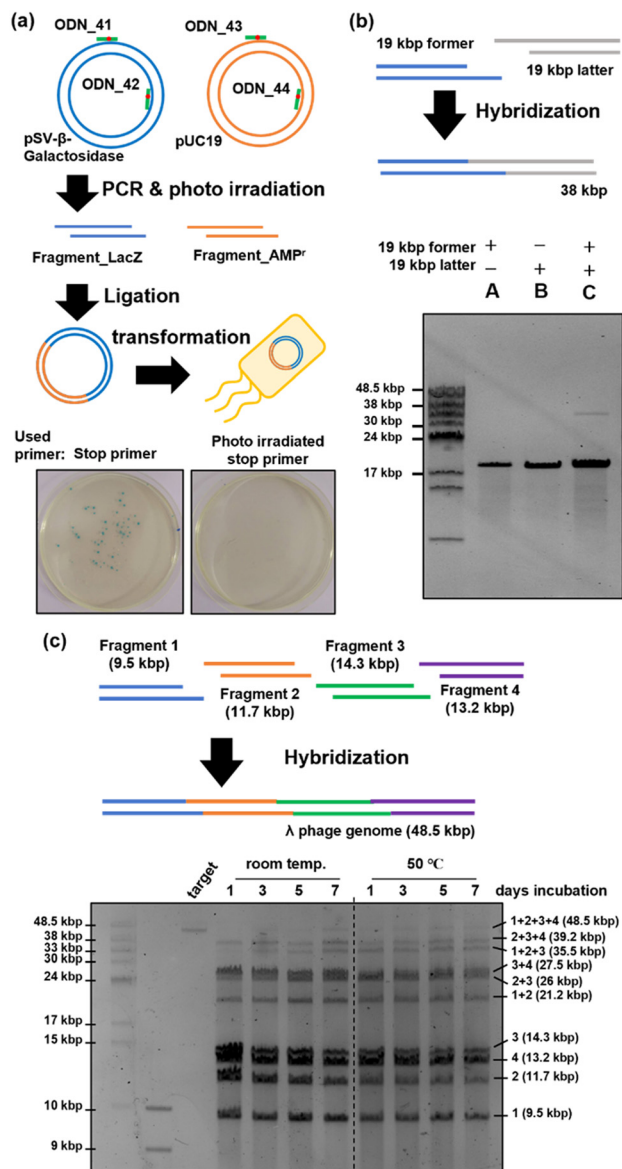 (a)
ODN_41
ODN_43
ODN_42
ODN_44
pSV-β-
Galactosidase
pUC19
PCR & photo irradiation
Fragment_LacZ
Fragment_AMPʳ
Ligation
transformation
Used
primer: Stop primer
Photo irradiated
stop primer
(b)
19 kbp former
19 kbp latter
Hybridization
38 kbp
19 kbp former + − +
19 kbp latter − + +
A B C
48.5 kbp
38 kbp
30 kbp
24 kbp
17 kbp
(c)
Fragment 1
(9.5 kbp)
Fragment 2
(11.7 kbp)
Fragment 3
(14.3 kbp)
Fragment 4
(13.2 kbp)
Hybridization
λ phage genome (48.5 kbp)
target
room temp. 50 °C
1 3 5 7 1 3 5 7 days incubation
48.5 kbp
38 kbp
33 kbp
30 kbp
24 kbp
17 kbp
15 kbp
10 kbp
9 kbp
1+2+3+4 (48.5 kbp)
2+3+4 (39.2 kbp)
1+2+3 (35.5 kbp)
3+4 (27.5 kbp)
2+3 (26 kbp)
1+2 (21.2 kbp)
3 (14.3 kbp)
4 (13.2 kbp)
2 (11.7 kbp)
1 (9.5 kbp)